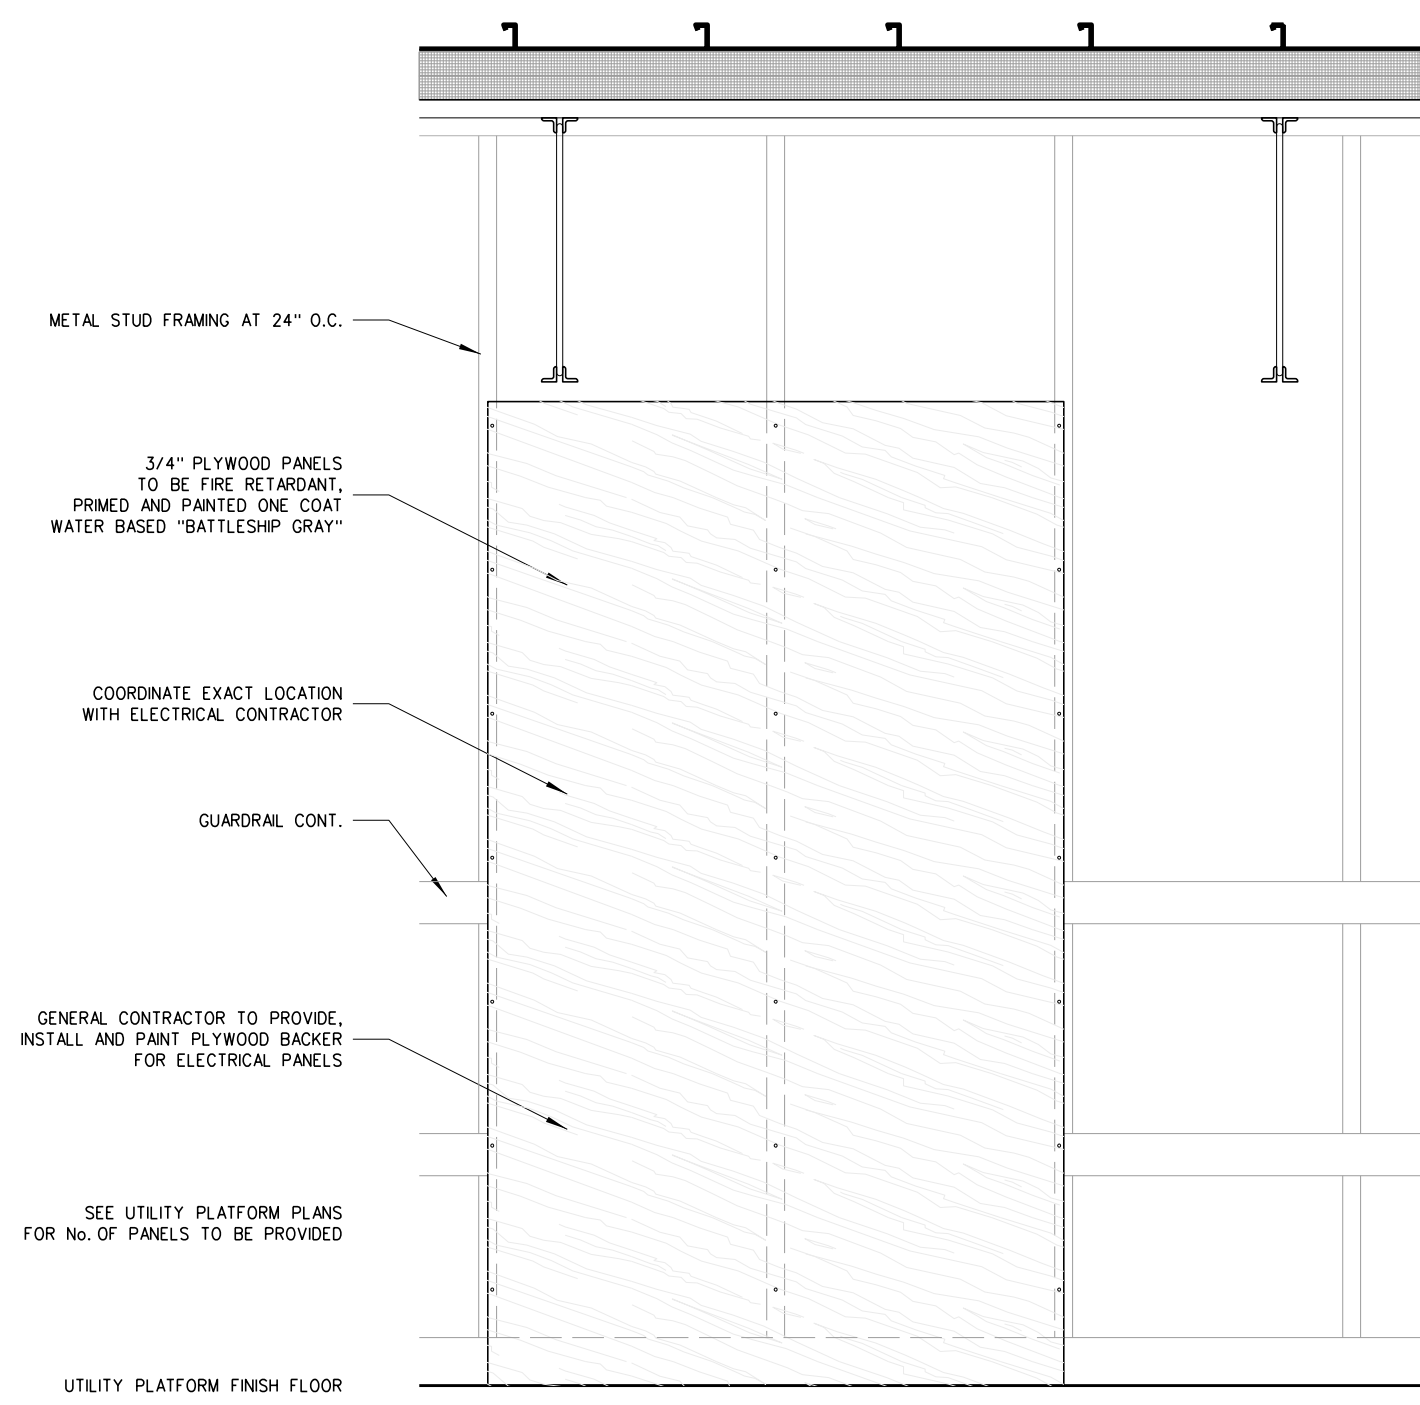 METAL STUD FRAMING AT 24" O.C.
3/4" PLYWOOD PANELS
TO BE FIRE RETARDANT,
PRIMED AND PAINTED ONE COAT
WATER BASED "BATTLESHIP GRAY"
COORDINATE EXACT LOCATION
WITH ELECTRICAL CONTRACTOR
GUARDRAIL CONT.
GENERAL CONTRACTOR TO PROVIDE,
INSTALL AND PAINT PLYWOOD BACKER
FOR ELECTRICAL PANELS
SEE UTILITY PLATFORM PLANS
FOR No. OF PANELS TO BE PROVIDED
UTILITY PLATFORM FINISH FLOOR